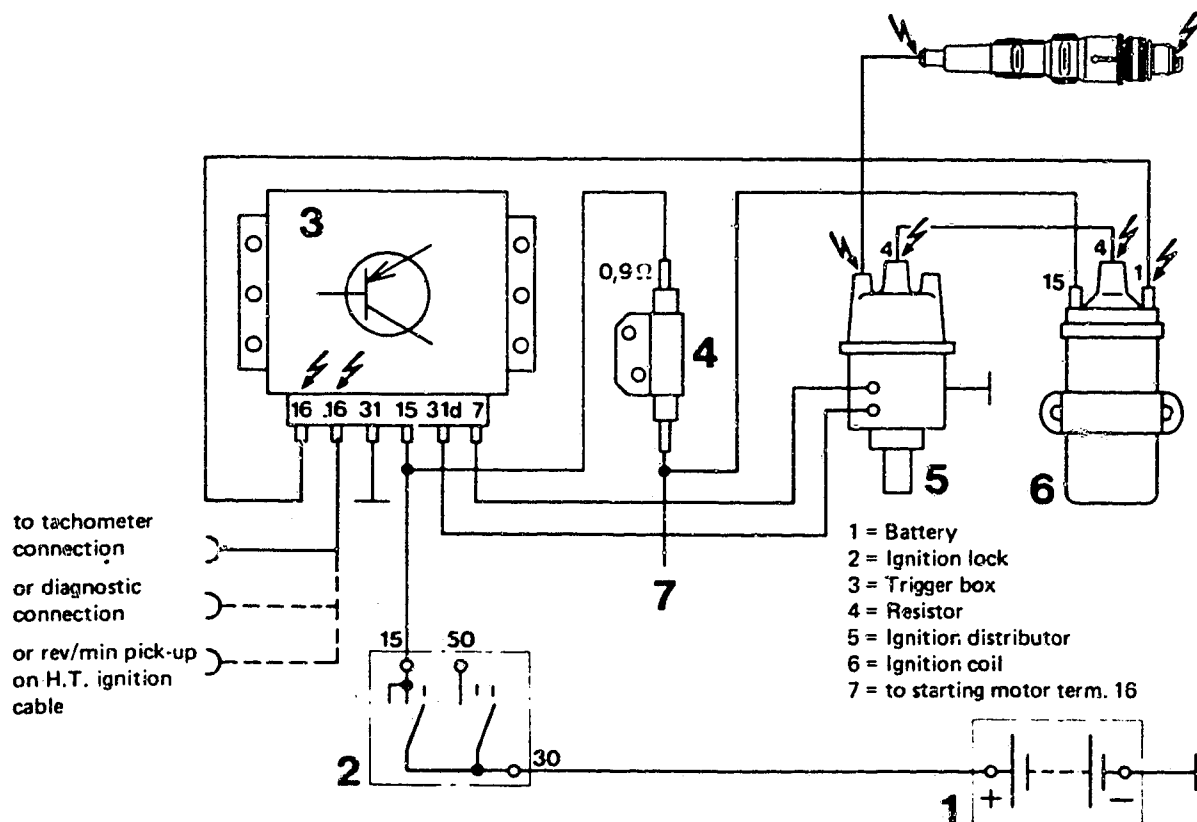 3
0,9Ω
4
4
4
15
1
16 .16 31 15 31d 7
5
6
7
to tachometer
connection
or diagnostic
connection
or rev/min pick-up
on H.T. ignition
cable
1 = Battery
2 = Ignition lock
3 = Trigger box
4 = Resistor
5 = Ignition distributor
6 = Ignition coil
7 = to starting motor term. 16
15 50
2
30
1
+ −